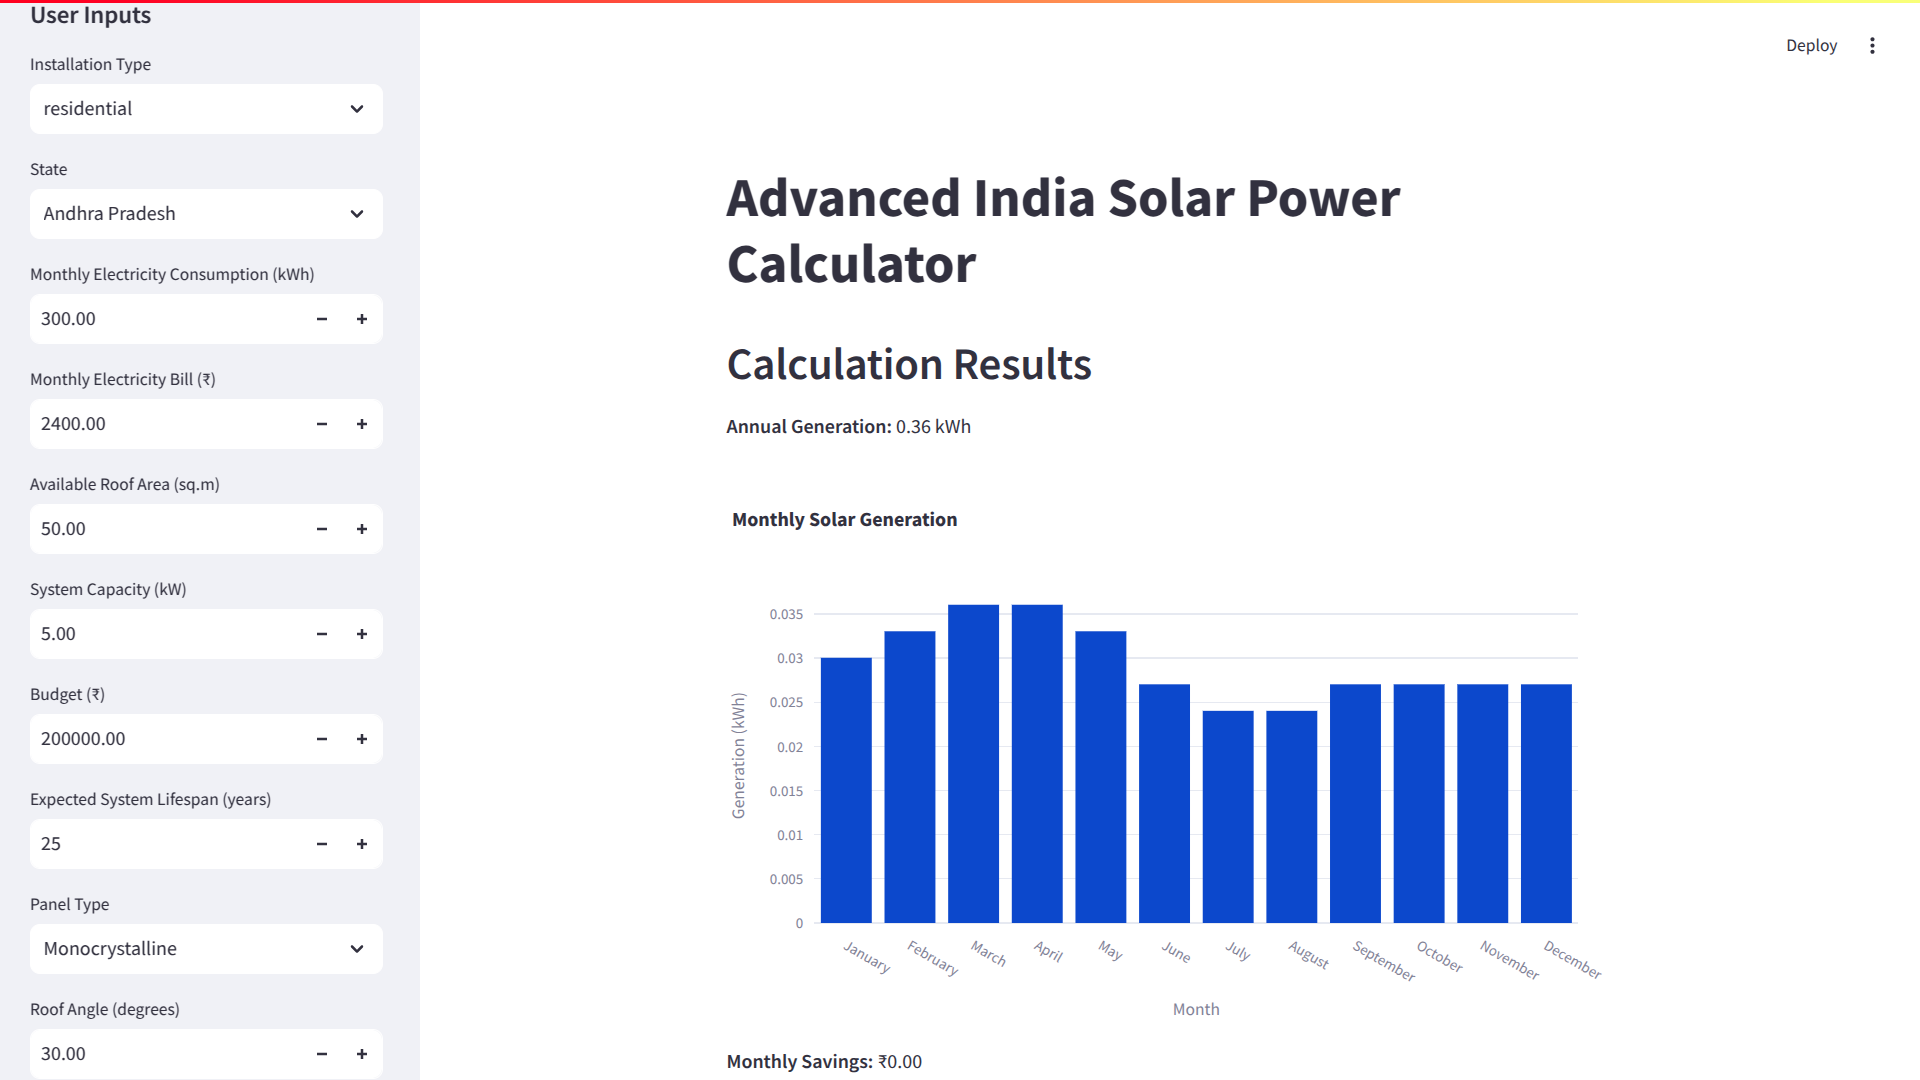 User Inputs
Installation Type
residential
State
Andhra Pradesh
Monthly Electricity Consumption (kWh)
300.00
Monthly Electricity Bill (₹)
2400.00
Available Roof Area (sq.m)
50.00
System Capacity (kW)
5.00
Budget (₹)
200000.00
Expected System Lifespan (years)
25
Panel Type
Monocrystalline
Roof Angle (degrees)
30.00
Deploy
Advanced India Solar Power
Calculator
Calculation Results
Annual Generation: 0.36 kWh
Monthly Solar Generation
Generation (kWh)
0.035
0.03
0.025
0.02
0.015
0.01
0.005
0
January
February
March
April
May
June
July
August
September
October
November
December
Month
Monthly Savings: ₹0.00